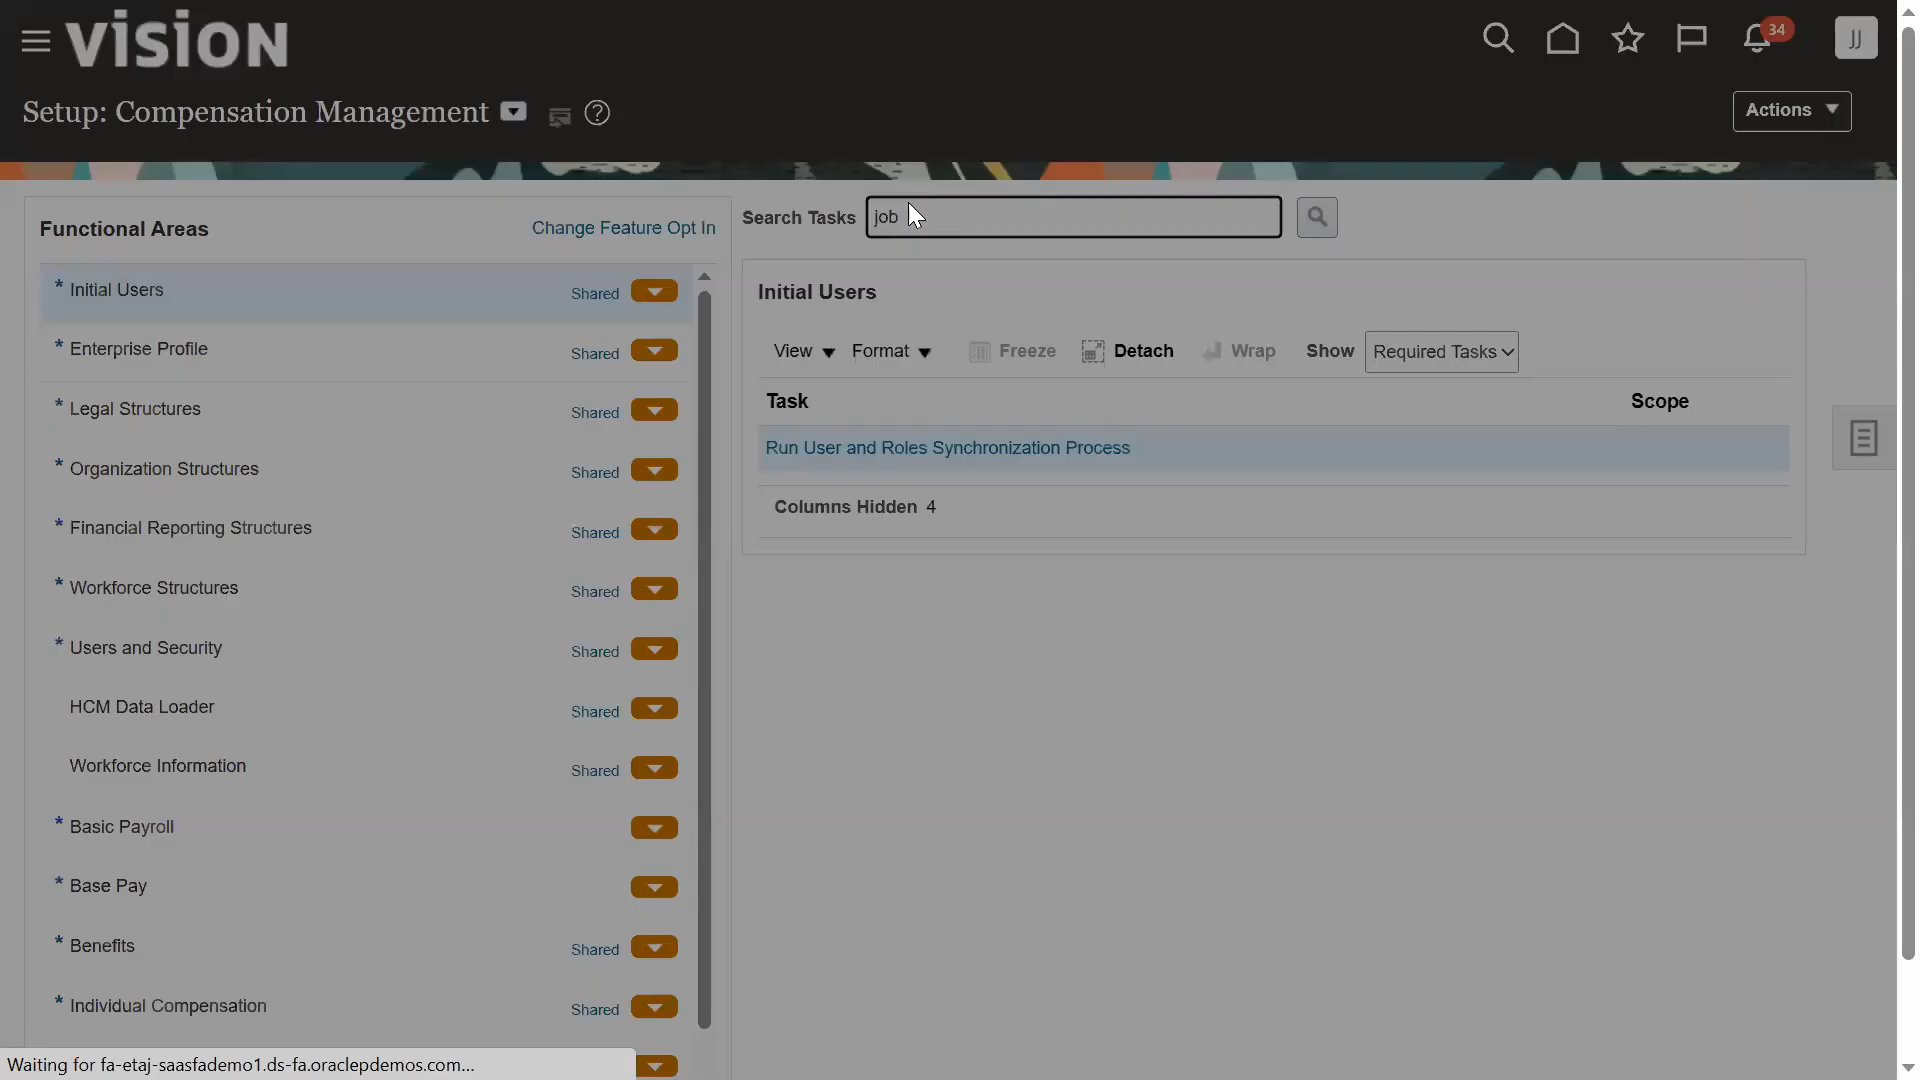 VISION
34
JJ
Setup: Compensation Management
Actions
Functional Areas
Change Feature Opt In
* Initial Users Shared
* Enterprise Profile Shared
* Legal Structures Shared
* Organization Structures Shared
* Financial Reporting Structures Shared
* Workforce Structures Shared
* Users and Security Shared
HCM Data Loader Shared
Workforce Information Shared
* Basic Payroll
* Base Pay
* Benefits Shared
* Individual Compensation Shared
Search Tasks job
Initial Users
View Format Freeze Detach Wrap Show Required Tasks
Task Scope
Run User and Roles Synchronization Process
Columns Hidden 4
Waiting for fa-etaj-saasfademo1.ds-fa.oraclepdemos.com...